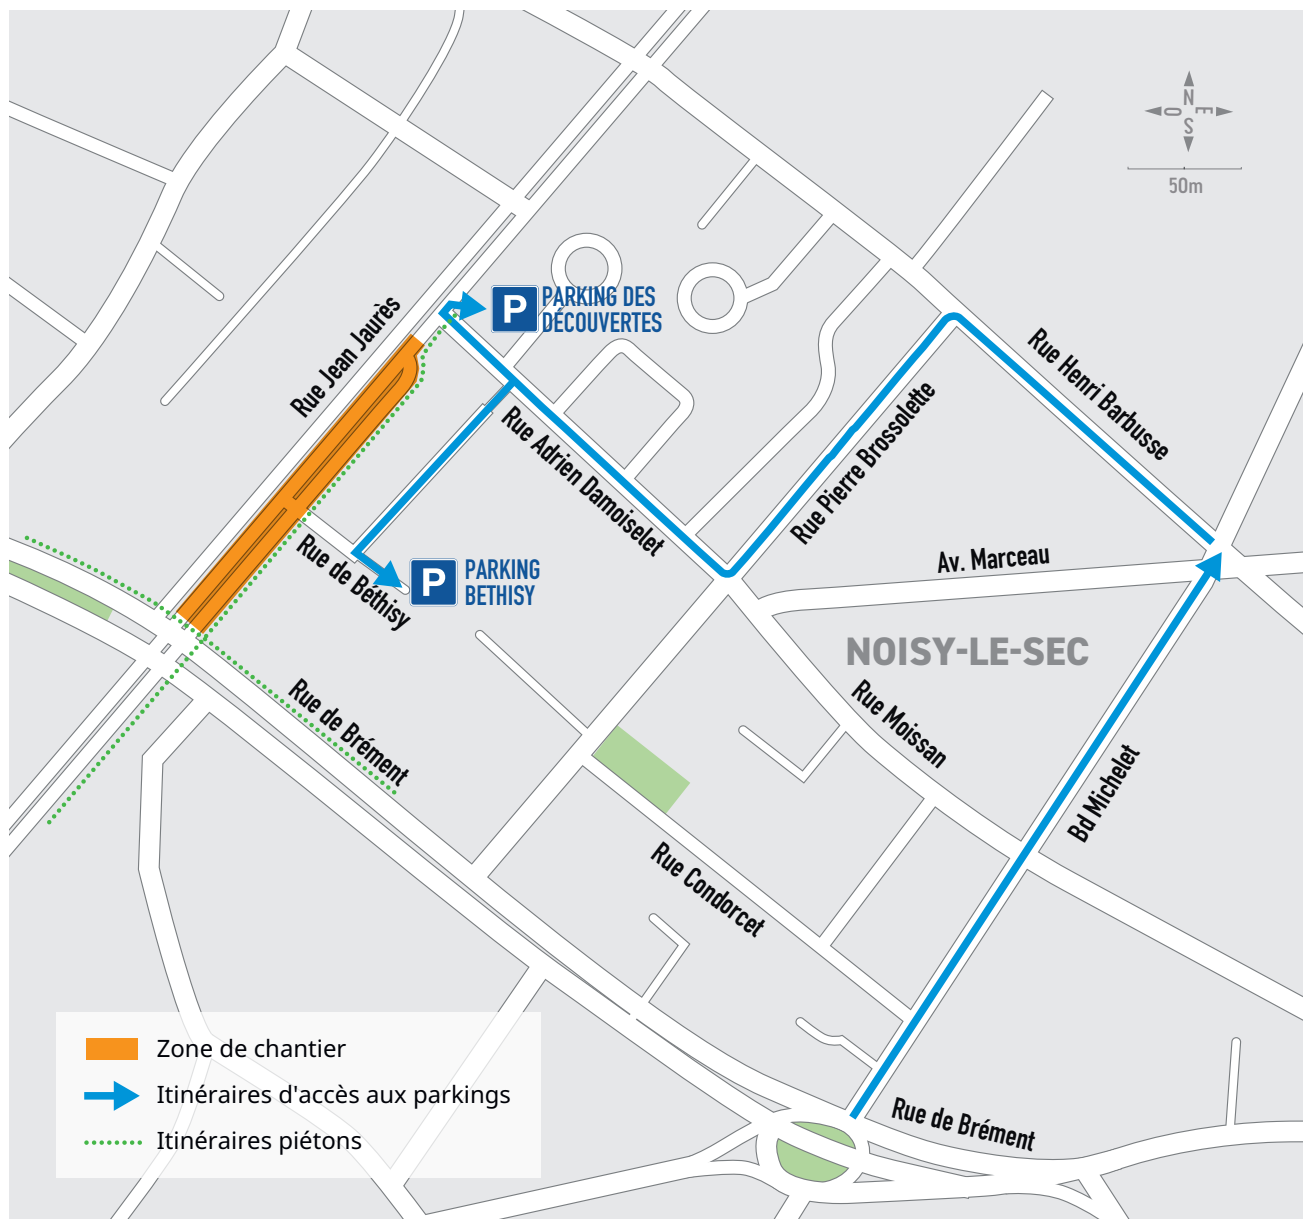 N
O E
S
50m
P PARKING DES
DÉCOUVERTES
Rue Jean Jaurès
Rue Henri Barbusse
Rue Pierre Brossolette
Rue Adrien Damoiselet
Av. Marceau
Rue de Béthisy
P PARKING
BETHISY
NOISY-LE-SEC
Rue de Brément
Rue Moissan
Bd Michelet
Rue Condorcet
Rue de Brément
Zone de chantier
Itinéraires d'accès aux parkings
Itinéraires piétons